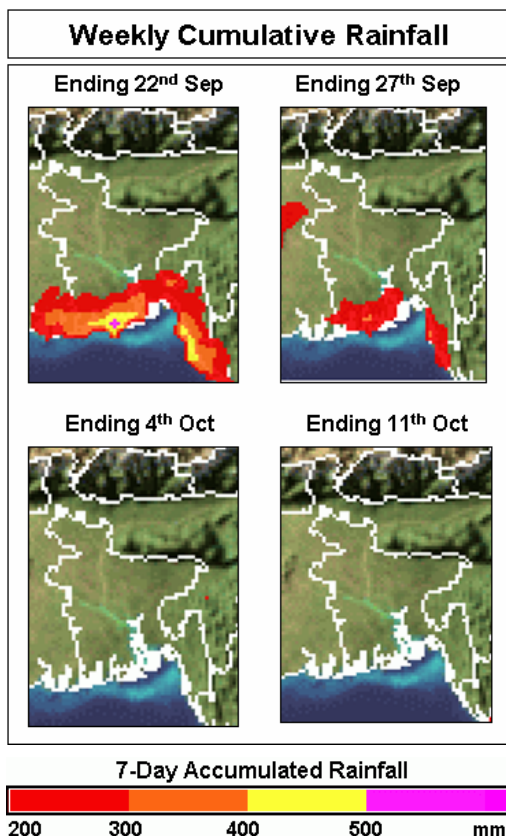 Weekly Cumulative Rainfall
Ending 22nd Sep Ending 27th Sep
Ending 4th Oct Ending 11th Oct
7-Day Accumulated Rainfall
200 300 400 500 mm